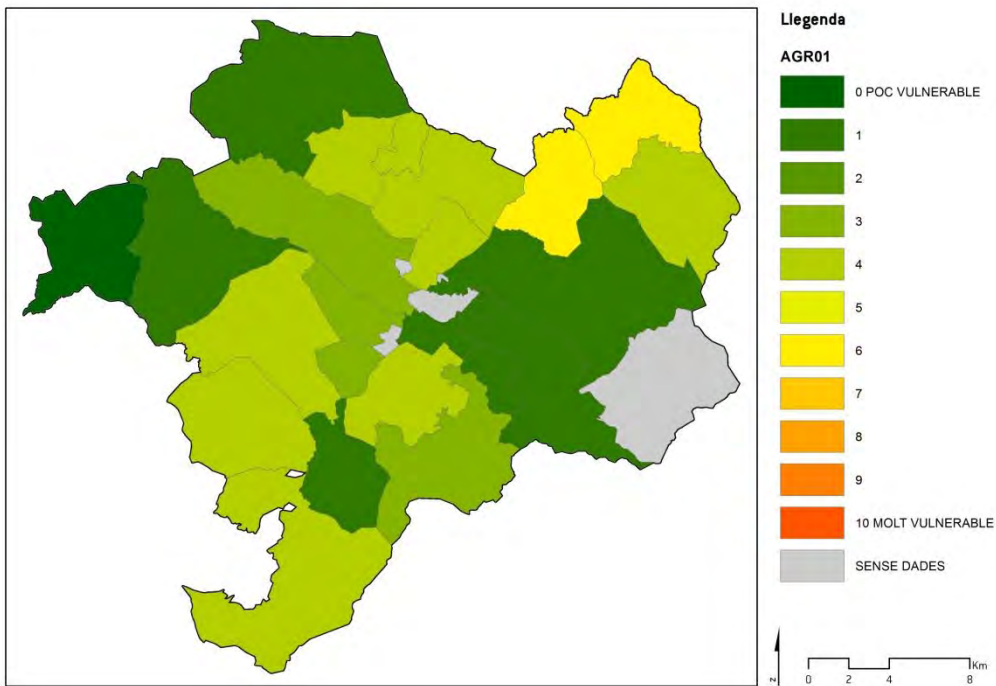 Llegenda
AGR01
0 POC VULNERABLE
1
2
3
4
5
6
7
8
9
10 MOLT VULNERABLE
SENSE DADES
z
Km
0 2 4 8